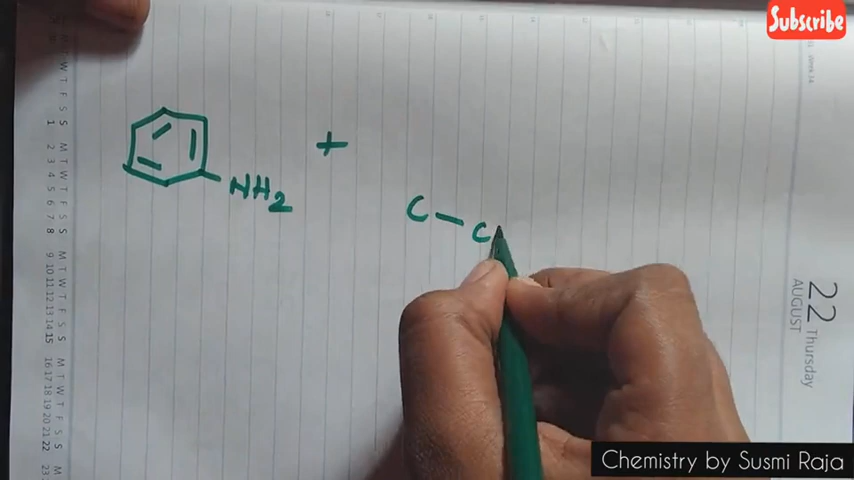 Subscribe
+
NH2
C - C
22
AUGUST
Thursday
Chemistry by Susmi Raja